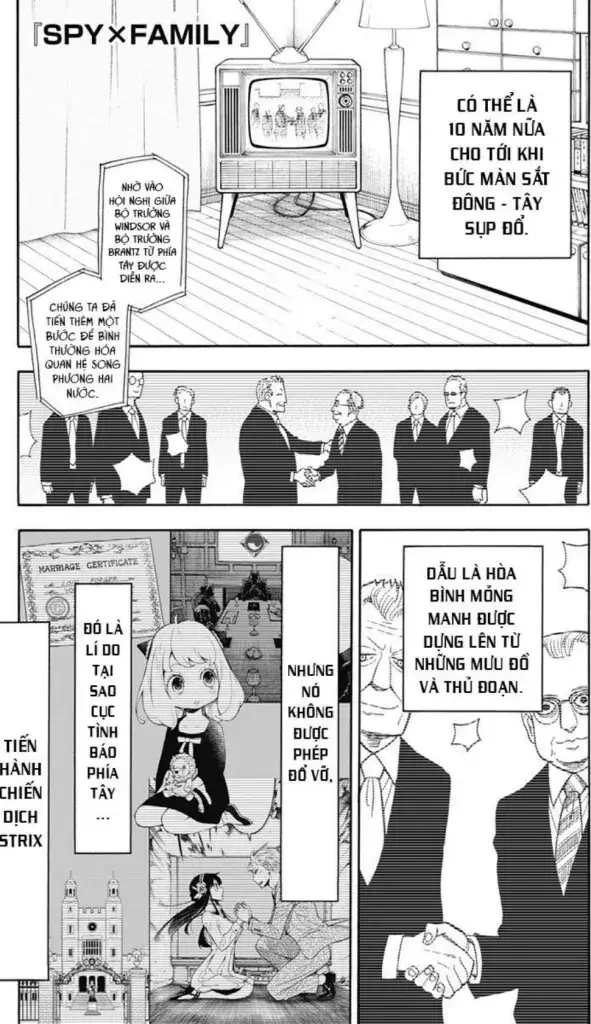 『SPY×FAMILY』
CÓ THỂ LÀ
10 NĂM NỮA
CHO TỚI KHI
BỨC MÀN SẮT
ĐÔNG - TÂY
SỤP ĐỔ.
NHỜ VÀO
HỘI NGHỊ GIỮA
BỘ TRƯỞNG
WINDSOR VÀ
BỘ TRƯỞNG
BRANTZ TỪ PHÍA
TÂY ĐƯỢC
DIỄN RA...
CHÚNG TA ĐÃ
TIẾN THÊM MỘT
BƯỚC ĐỂ BÌNH
THƯỜNG HÓA
QUAN HỆ SONG
PHƯƠNG HAI
NƯỚC.
DẪU LÀ HÒA
BÌNH MỎNG
MANH ĐƯỢC
DỰNG LÊN TỪ
NHỮNG MƯU ĐỒ
VÀ THỦ ĐOẠN.
NHƯNG
NÓ
KHÔNG
ĐƯỢC
PHÉP
ĐỔ VỠ,
MARRIAGE CERTIFICATE
LOID FORGER
ĐÓ LÀ
LÍ DO
TẠI
SAO
CỤC
TÌNH
BÁO
PHÍA
TÂY
...
TIẾN
HÀNH
CHIẾN
DỊCH
STRIX